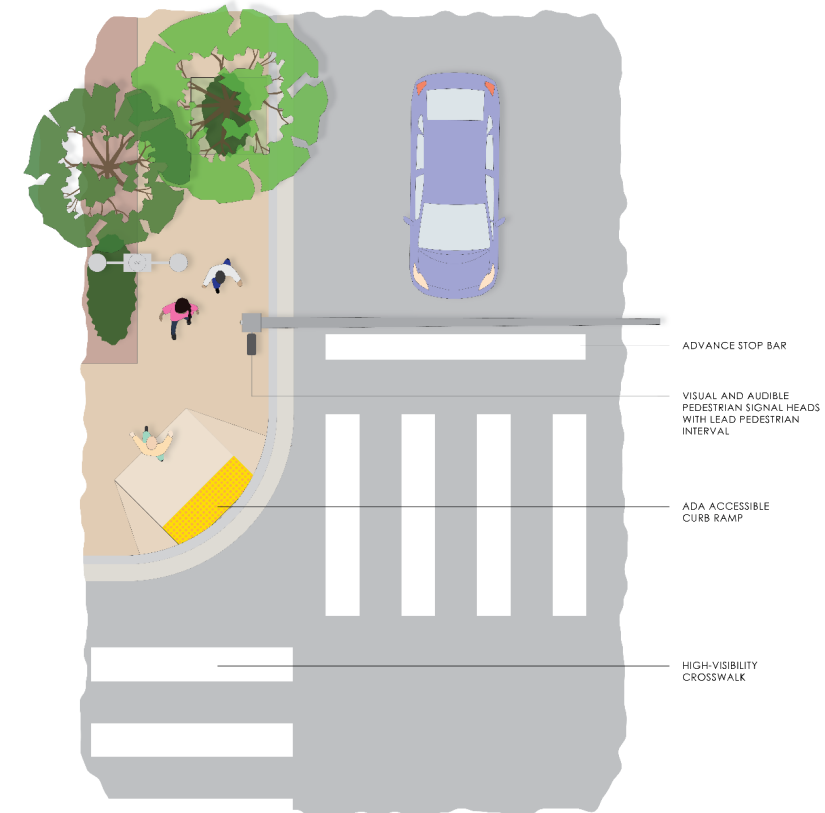 ADVANCE STOP BAR
VISUAL AND AUDIBLE
PEDESTRIAN SIGNAL HEADS
WITH LEAD PEDESTRIAN
INTERVAL
ADA ACCESSIBLE
CURB RAMP
HIGH-VISIBILITY
CROSSWALK